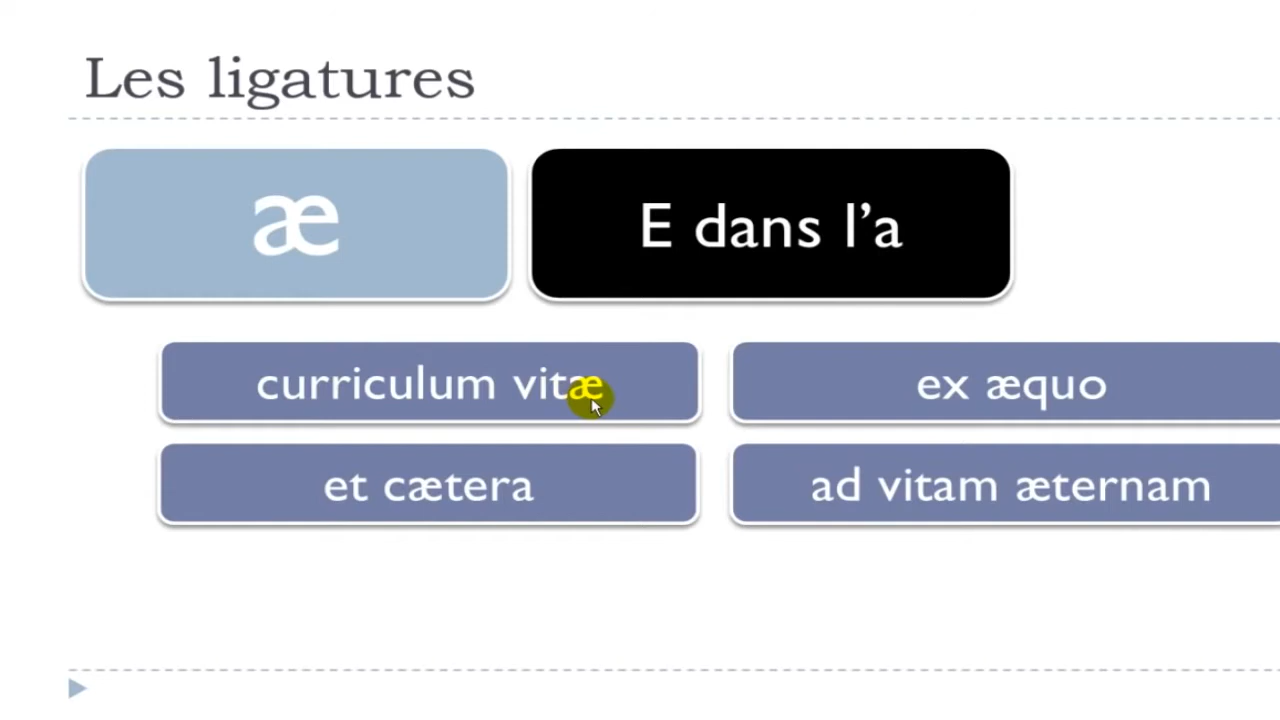 Les ligatures
æ
E dans l’a
curriculum vitæ
ex æquo
et cætera
ad vitam æternam